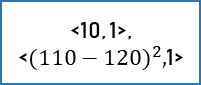 <10, 1>,
<(110 − 120)²,1>